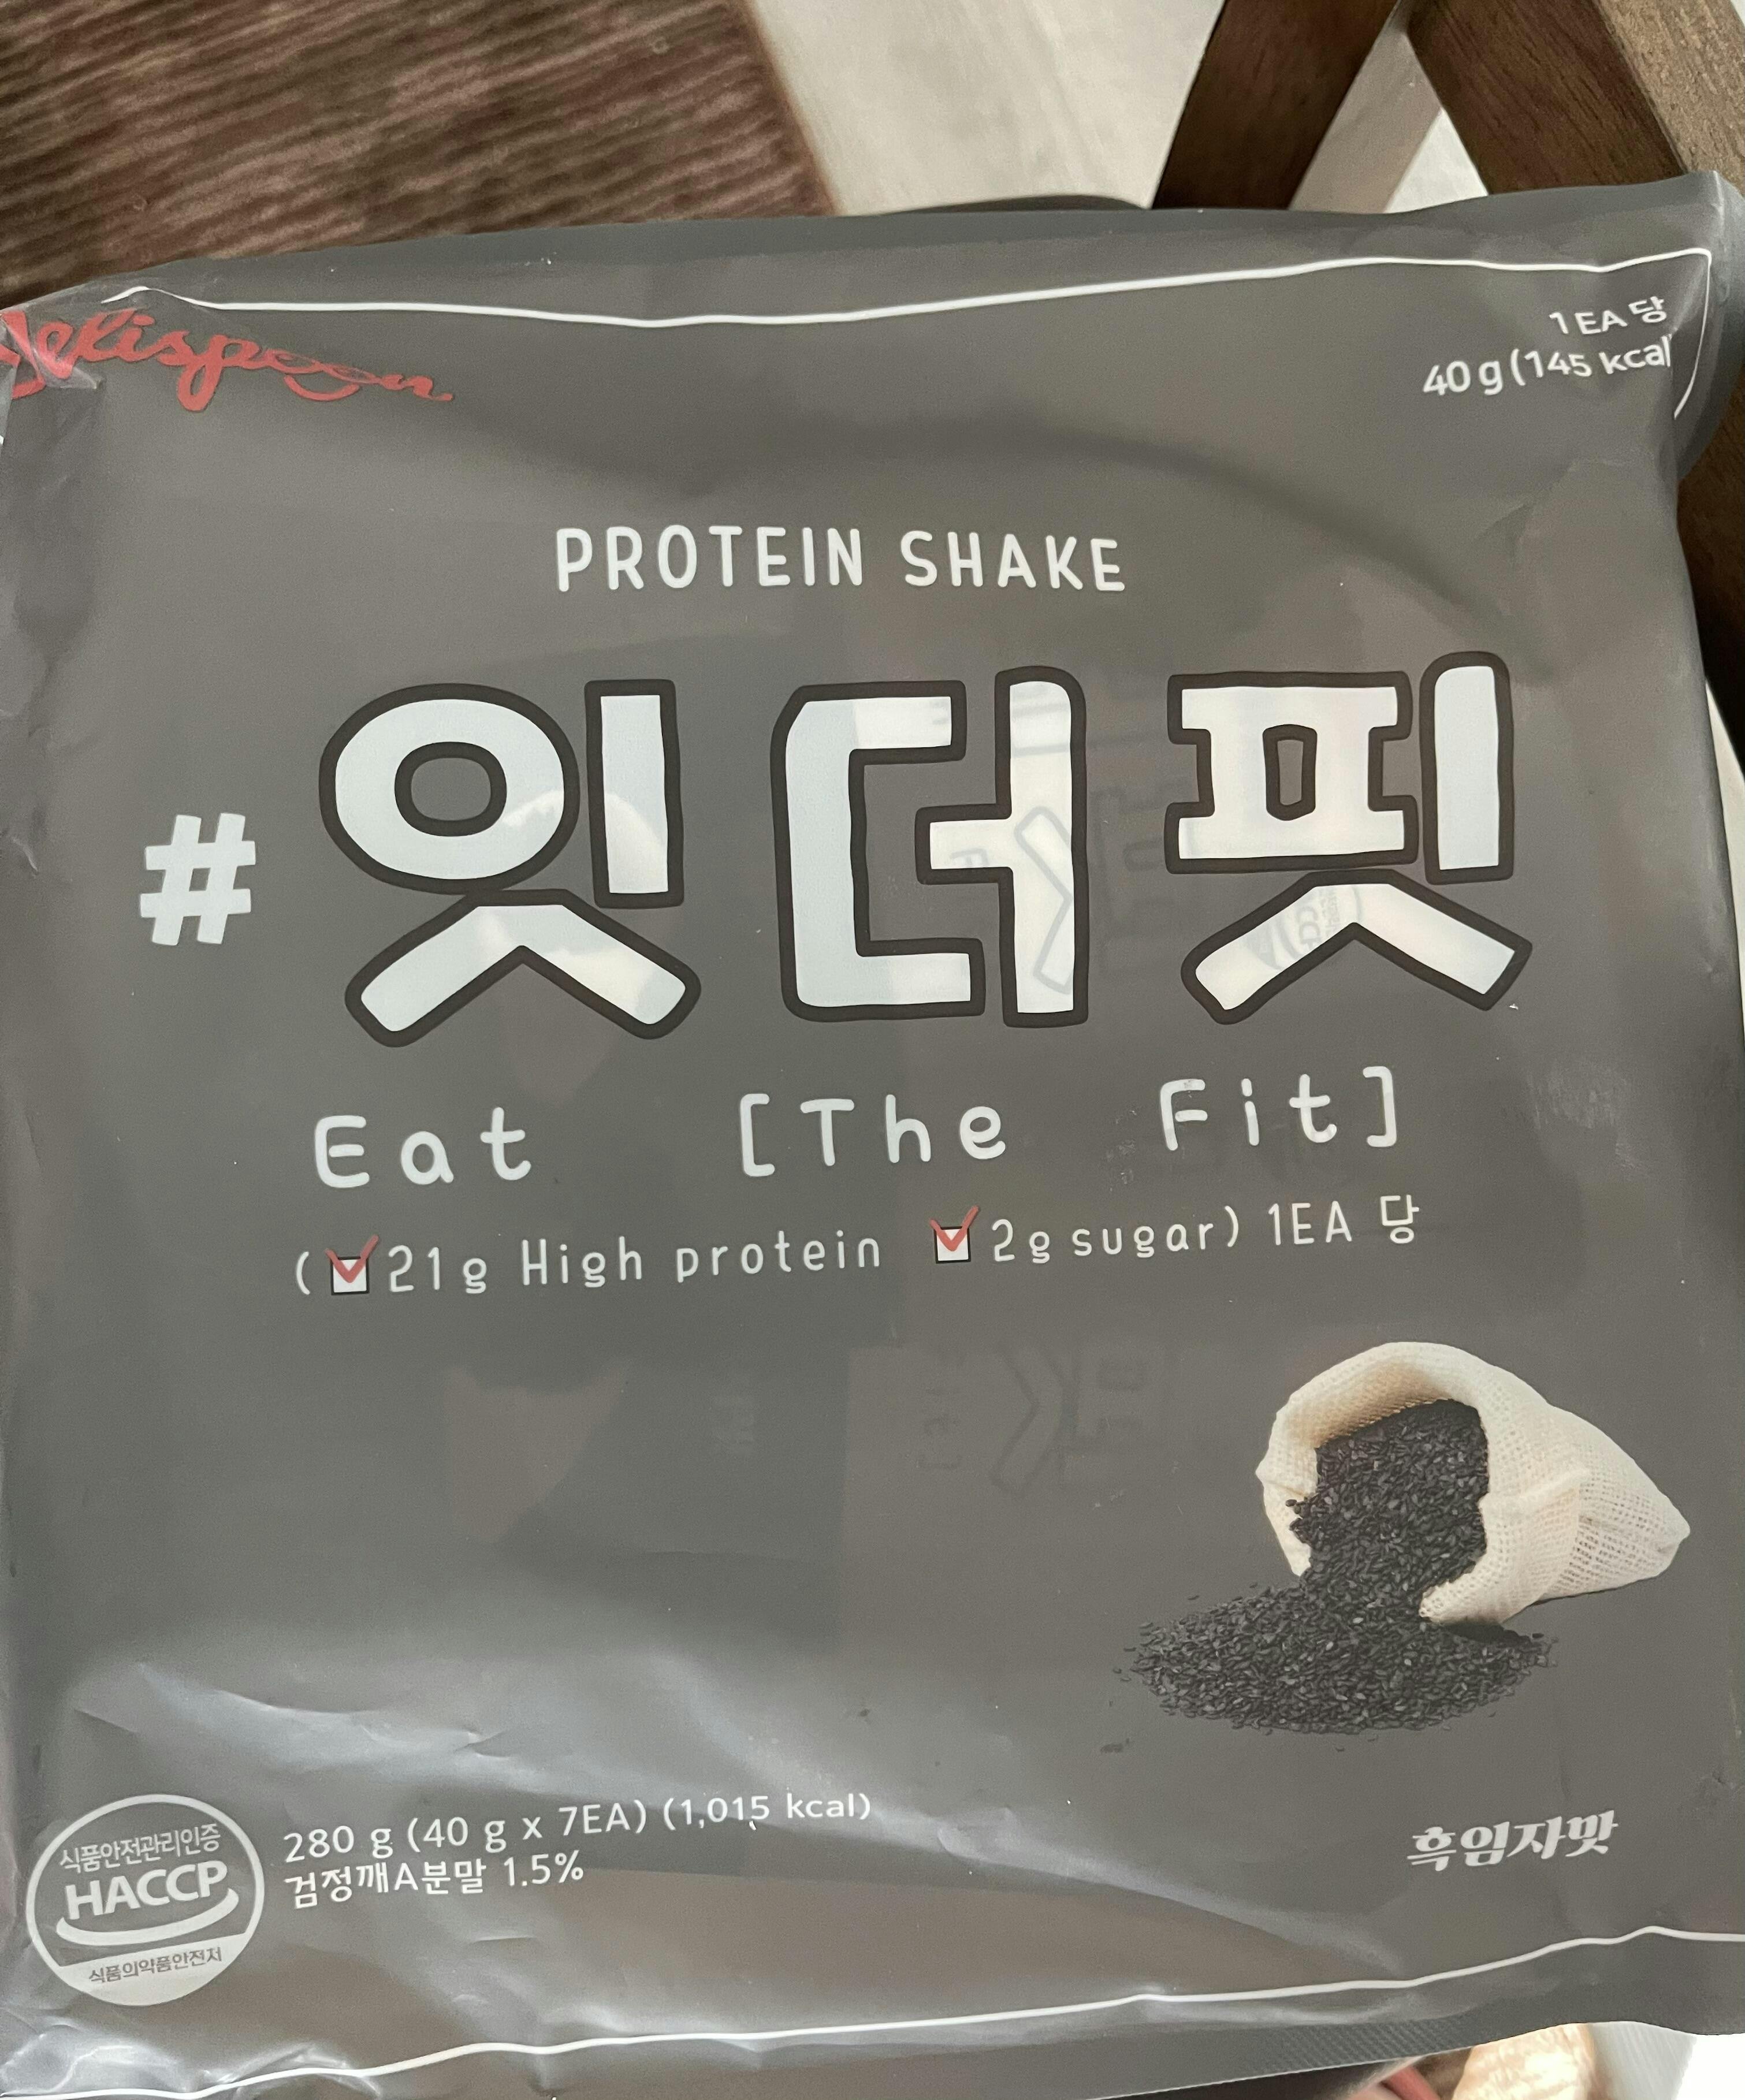 Delispoon
1EA 당
40g (145 kcal
PROTEIN SHAKE
#잇더핏
Eat [The Fit]
(21g High protein 2g sugar) 1EA 당
식품안전관리인증
HACCP
식품의약품안전처
280 g (40 g x 7EA) (1,015 kcal)
검정깨A분말 1.5%
흑임자맛